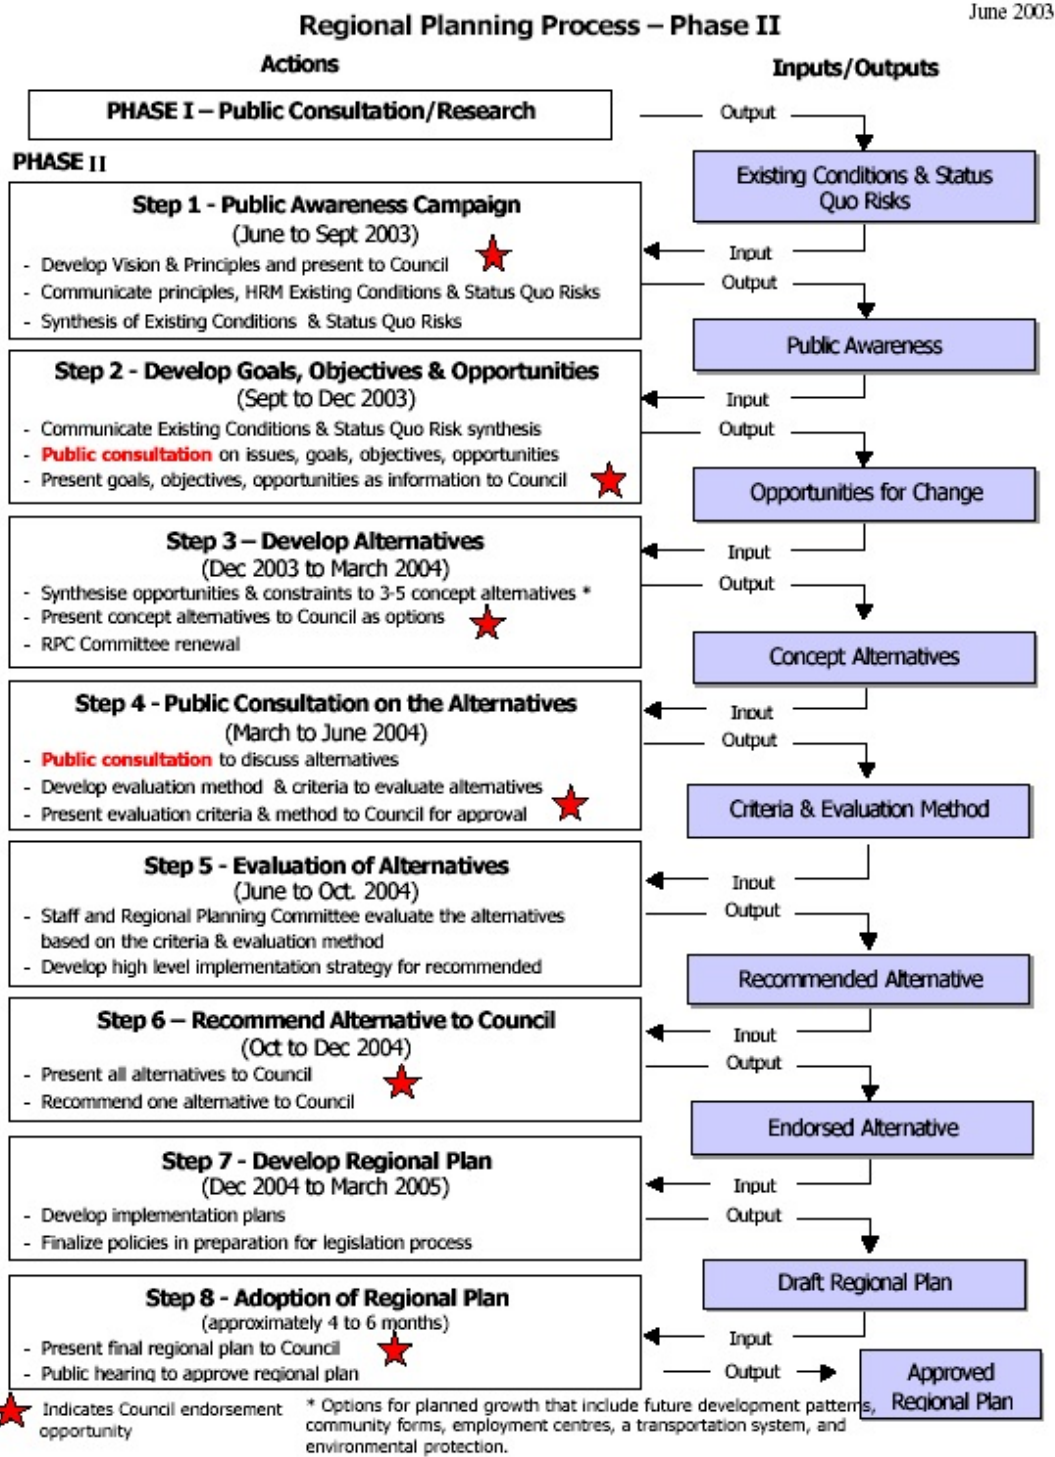 June 2003
Regional Planning Process – Phase II
Actions
Inputs/Outputs
PHASE I – Public Consultation/Research
Output
Existing Conditions & Status
Quo Risks
PHASE II
Step 1 - Public Awareness Campaign
(June to Sept 2003)
- Develop Vision & Principles and present to Council
- Communicate principles, HRM Existing Conditions & Status Quo Risks
- Synthesis of Existing Conditions & Status Quo Risks
Input
Output
Public Awareness
Step 2 - Develop Goals, Objectives & Opportunities
(Sept to Dec 2003)
- Communicate Existing Conditions & Status Quo Risk synthesis
- Public consultation on issues, goals, objectives, opportunities
- Present goals, objectives, opportunities as information to Council
Input
Output
Opportunities for Change
Step 3 – Develop Alternatives
(Dec 2003 to March 2004)
- Synthesise opportunities & constraints to 3-5 concept alternatives *
- Present concept alternatives to Council as options
- RPC Committee renewal
Input
Output
Concept Alternatives
Step 4 - Public Consultation on the Alternatives
(March to June 2004)
- Public consultation to discuss alternatives
- Develop evaluation method & criteria to evaluate alternatives
- Present evaluation criteria & method to Council for approval
Input
Output
Criteria & Evaluation Method
Step 5 - Evaluation of Alternatives
(June to Oct. 2004)
- Staff and Regional Planning Committee evaluate the alternatives
based on the criteria & evaluation method
- Develop high level implementation strategy for recommended
Input
Output
Recommended Alternative
Step 6 – Recommend Alternative to Council
(Oct to Dec 2004)
- Present all alternatives to Council
- Recommend one alternative to Council
Input
Output
Endorsed Alternative
Step 7 - Develop Regional Plan
(Dec 2004 to March 2005)
- Develop implementation plans
- Finalize policies in preparation for legislation process
Input
Output
Draft Regional Plan
Step 8 - Adoption of Regional Plan
(approximately 4 to 6 months)
- Present final regional plan to Council
- Public hearing to approve regional plan
Input
Output
Approved
Regional Plan
Indicates Council endorsement
opportunity
* Options for planned growth that include future development patterns,
community forms, employment centres, a transportation system, and
environmental protection.